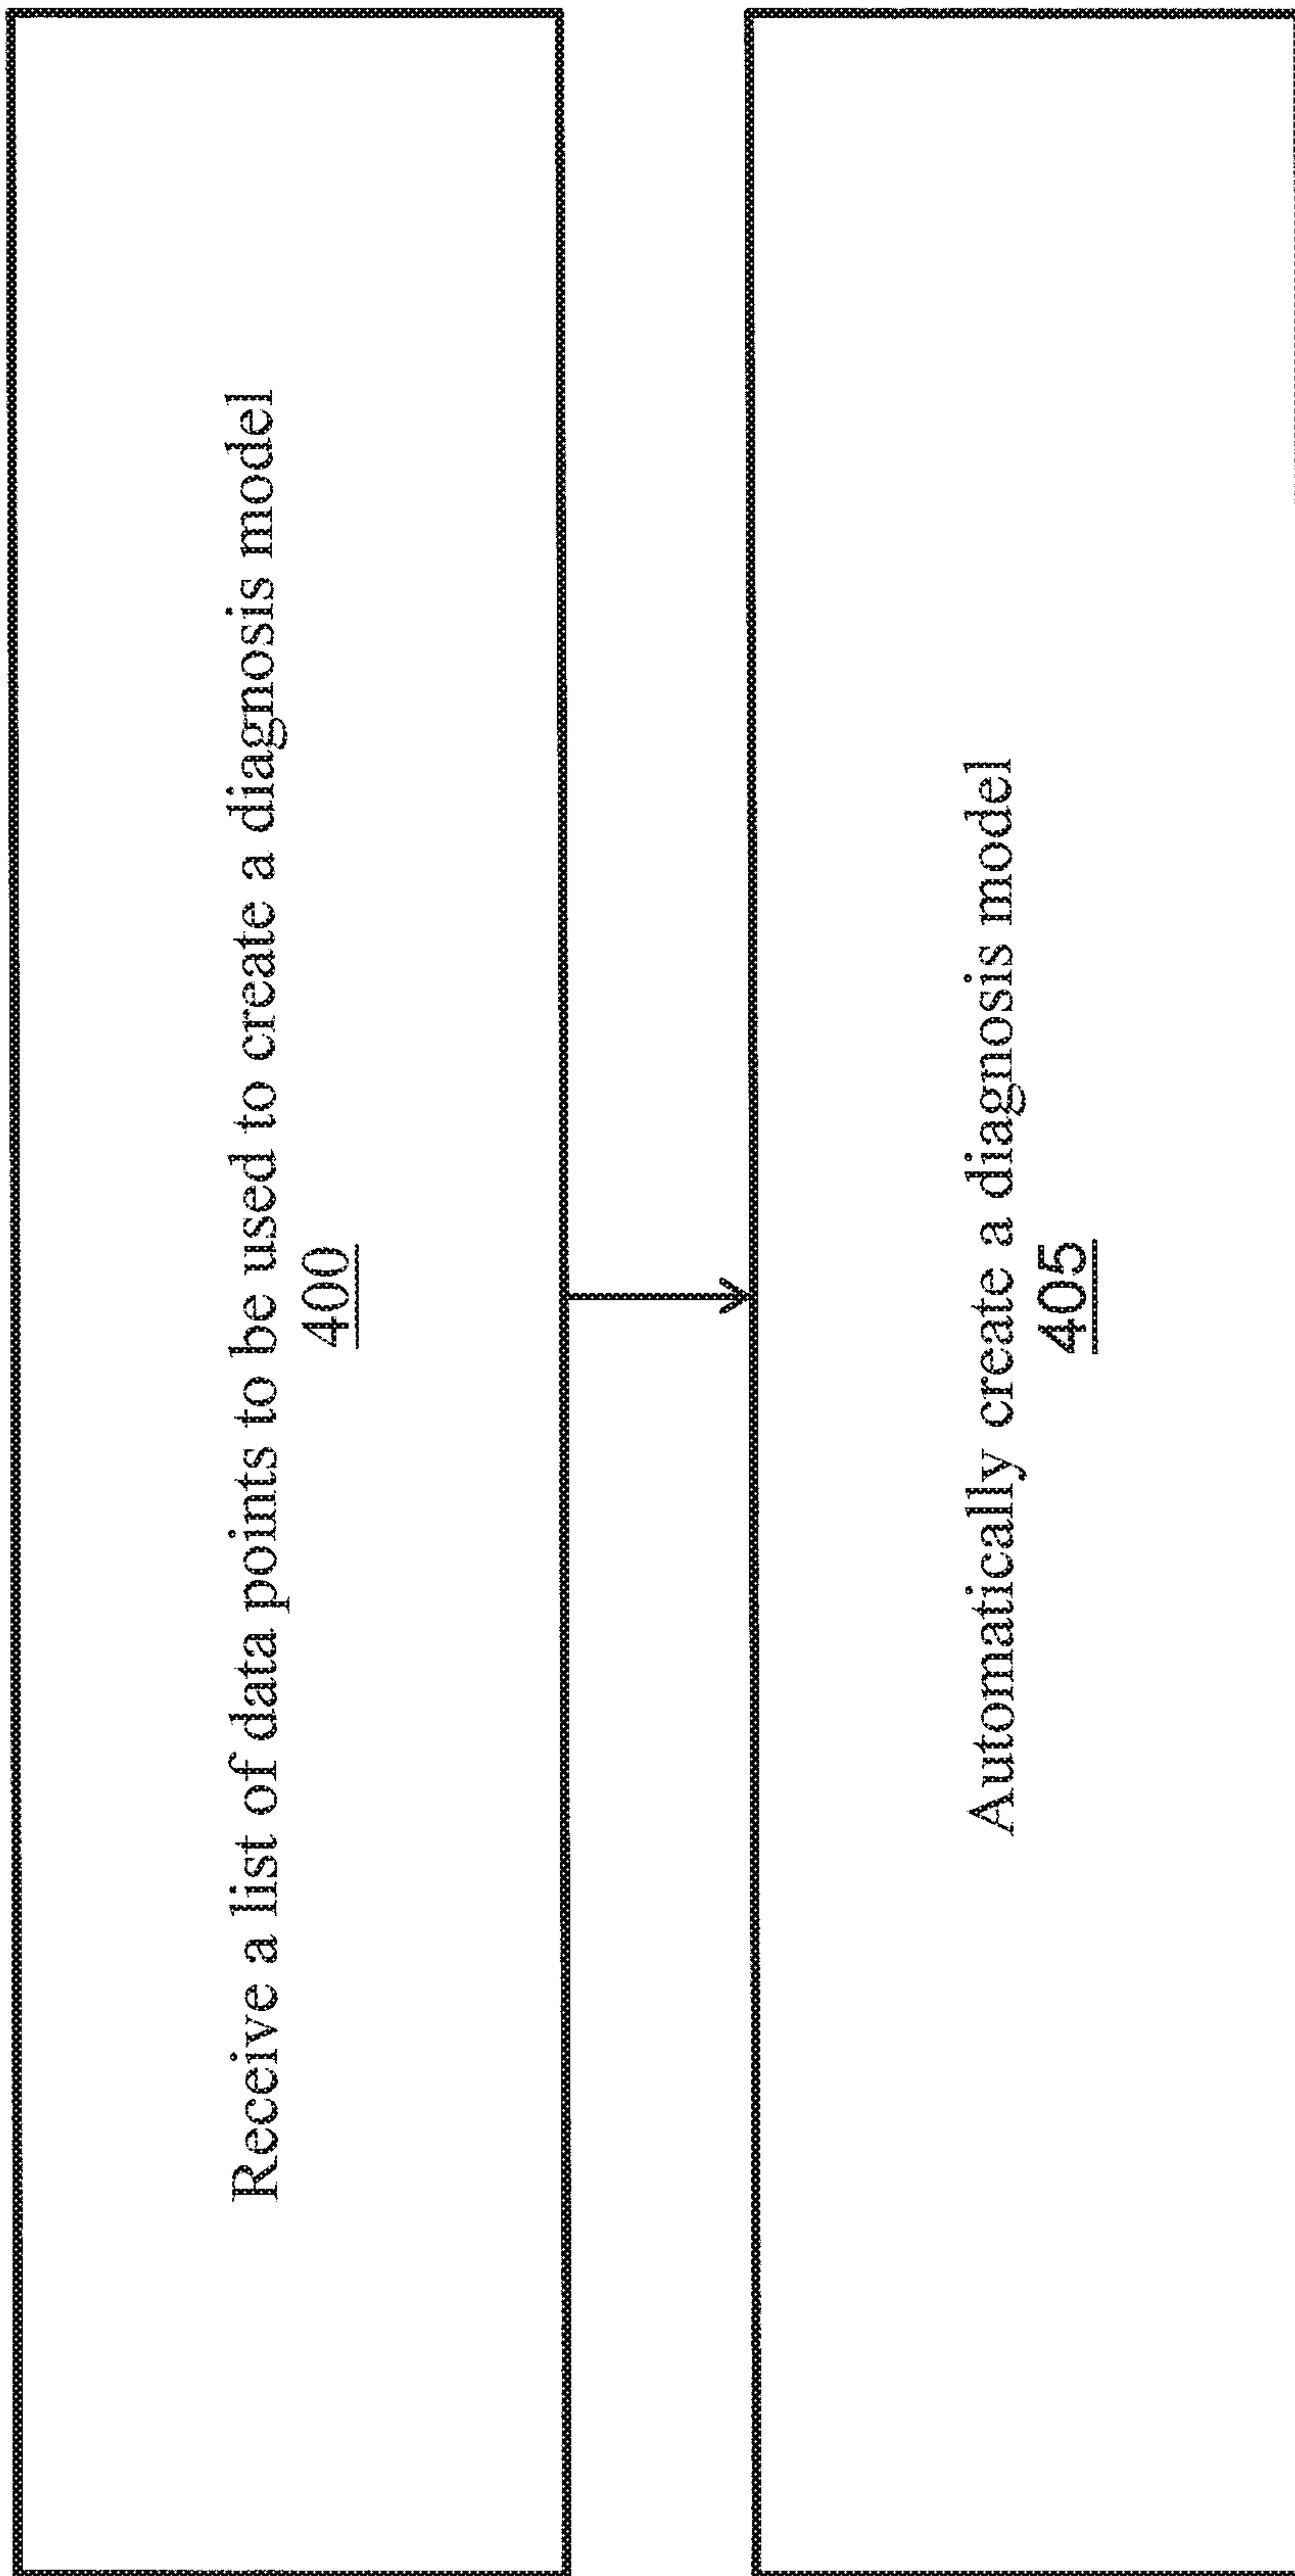 Receive a list of data points to be used to create a diagnosis model
400
Automatically create a diagnosis model
405